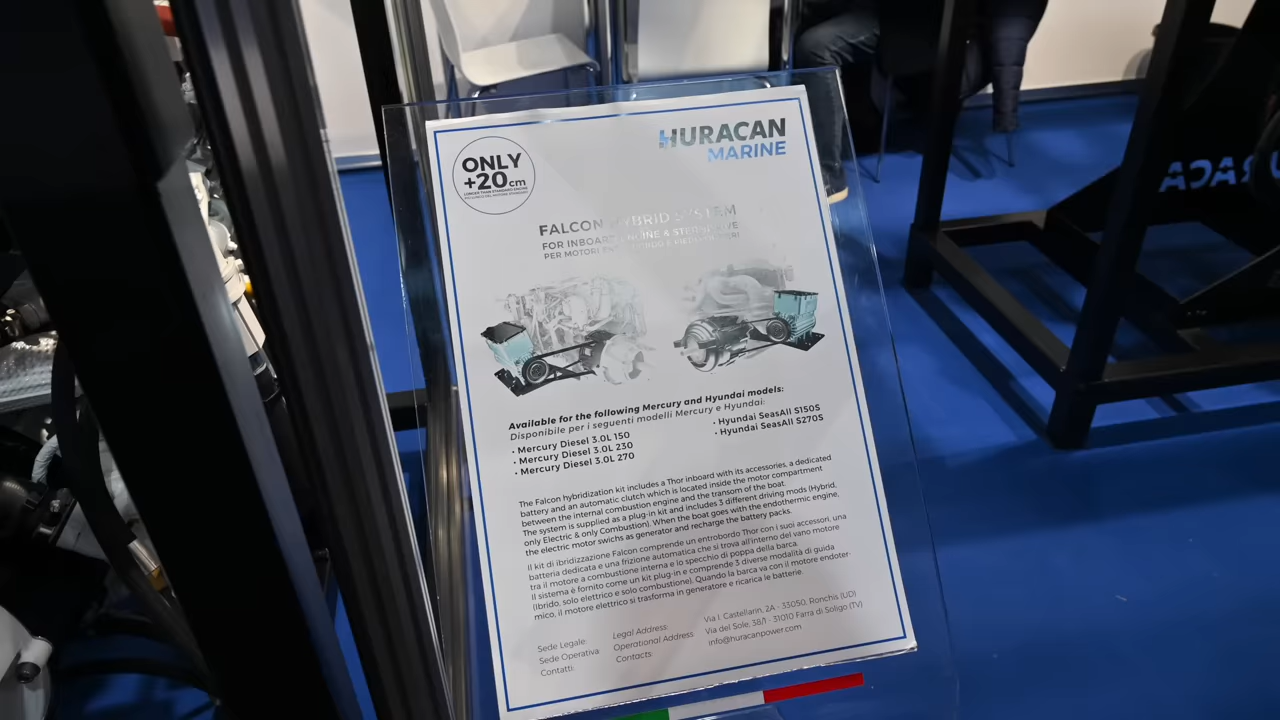 ONLY
+20cm
LONGER THAN STANDARD ENGINE
HURACAN
MARINE
FALCON HYBRID SYSTEM
FOR INBOARD ENGINE & STERN DRIVE
PER MOTORI
Available for the following Mercury and Hyundai models:
Disponibile per i seguenti modelli Mercury e Hyundai:
• Mercury Diesel 3.0L 150
• Mercury Diesel 3.0L 230
• Mercury Diesel 3.0L 270
• Hyundai SeasAll S150S
• Hyundai SeasAll S270S
The Falcon hybridization kit includes a Thor inboard with its accessories, a dedicated
battery and an automatic clutch which is located inside the motor compartment
between the internal combustion engine and the transom of the boat.
The system is supplied as a plug-in kit and includes 3 different driving mods (Hybrid,
only Electric & only Combustion). When the boat goes with the endothermic engine,
the electric motor swichs as generator and recharge the battery packs.
Il kit di ibridizzazione Falcon comprende un entrobordo Thor con i suoi accessori, una
batteria dedicata e una frizione automatica che si trova all'interno del vano motore
tra il motore a combustione interna e lo specchio di poppa della barca.
Il sistema è fornito come un kit plug-in e comprende 3 diverse modalità di guida
(Ibrido, solo elettrico e solo combustione). Quando la barca va con il motore endoter-
mico, il motore elettrico si trasforma in generatore e ricarica le batterie.
Sede Legale: Legal Address: Via I. Castellarin, 2A - 33050, Ronchis (UD)
Sede Operativa: Operational Address Via del Sole, 38/1 - 31010 Farra di Soligo (TV)
Contatti: Contacts: info@huracanpower.com